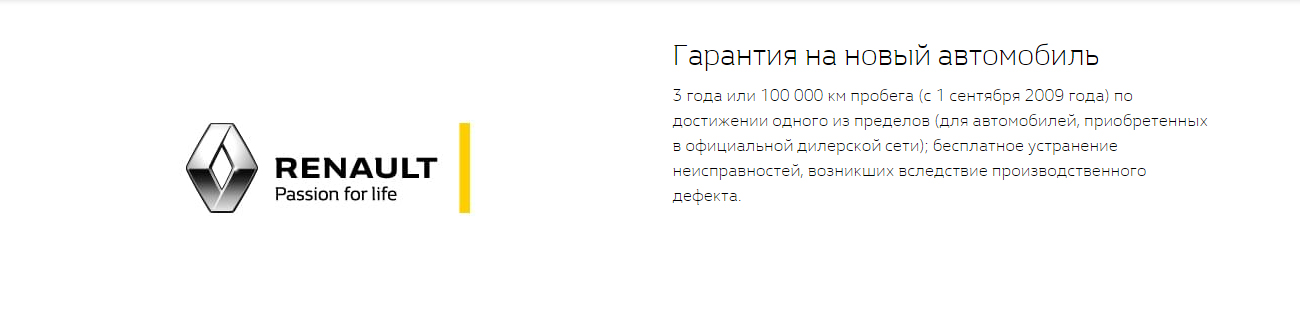 RENAULT
Passion for life
Гарантия на новый автомобиль
3 года или 100 000 км пробега (с 1 сентября 2009 года) по
достижении одного из пределов (для автомобилей, приобретенных
в официальной дилерской сети); бесплатное устранение
неисправностей, возникших вследствие производственного
дефекта.